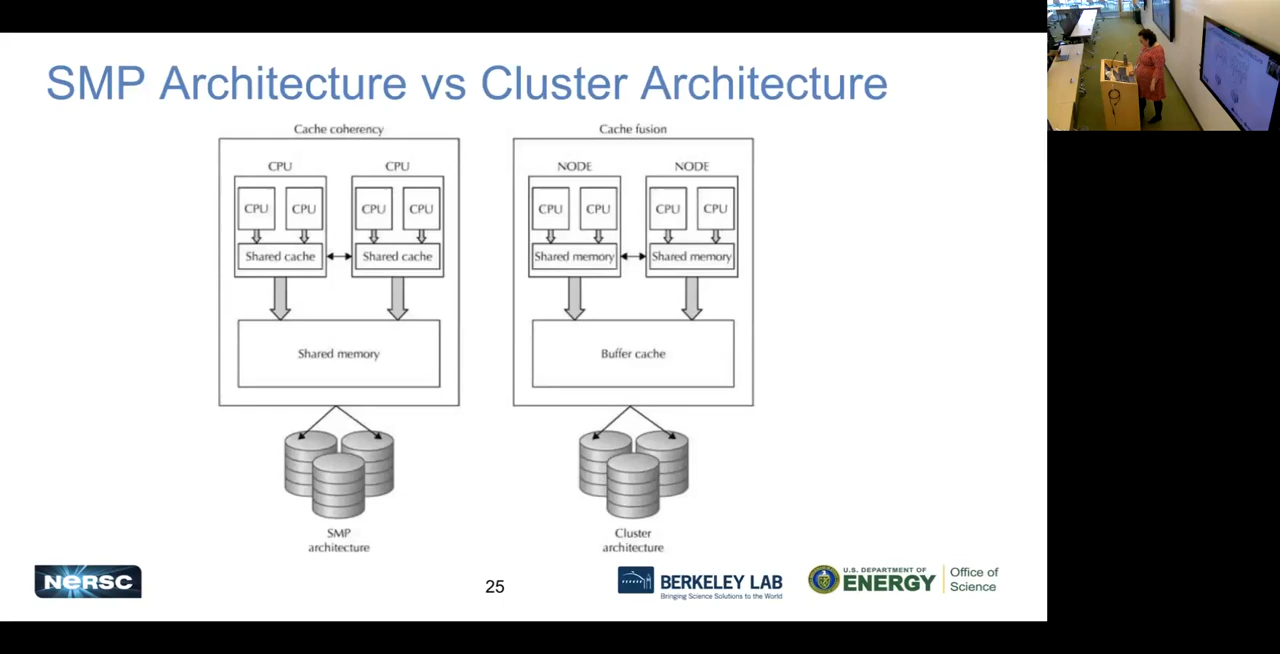 SMP Architecture vs Cluster Architecture
Cache coherency
CPU CPU
CPU CPU CPU CPU
Shared cache Shared cache
Shared memory
SMP
architecture
Cache fusion
NODE NODE
CPU CPU CPU CPU
Shared memory Shared memory
Buffer cache
Cluster
architecture
NERSC
25
BERKELEY LAB
Bringing Science Solutions to the World
U.S. DEPARTMENT OF
ENERGY
Office of
Science